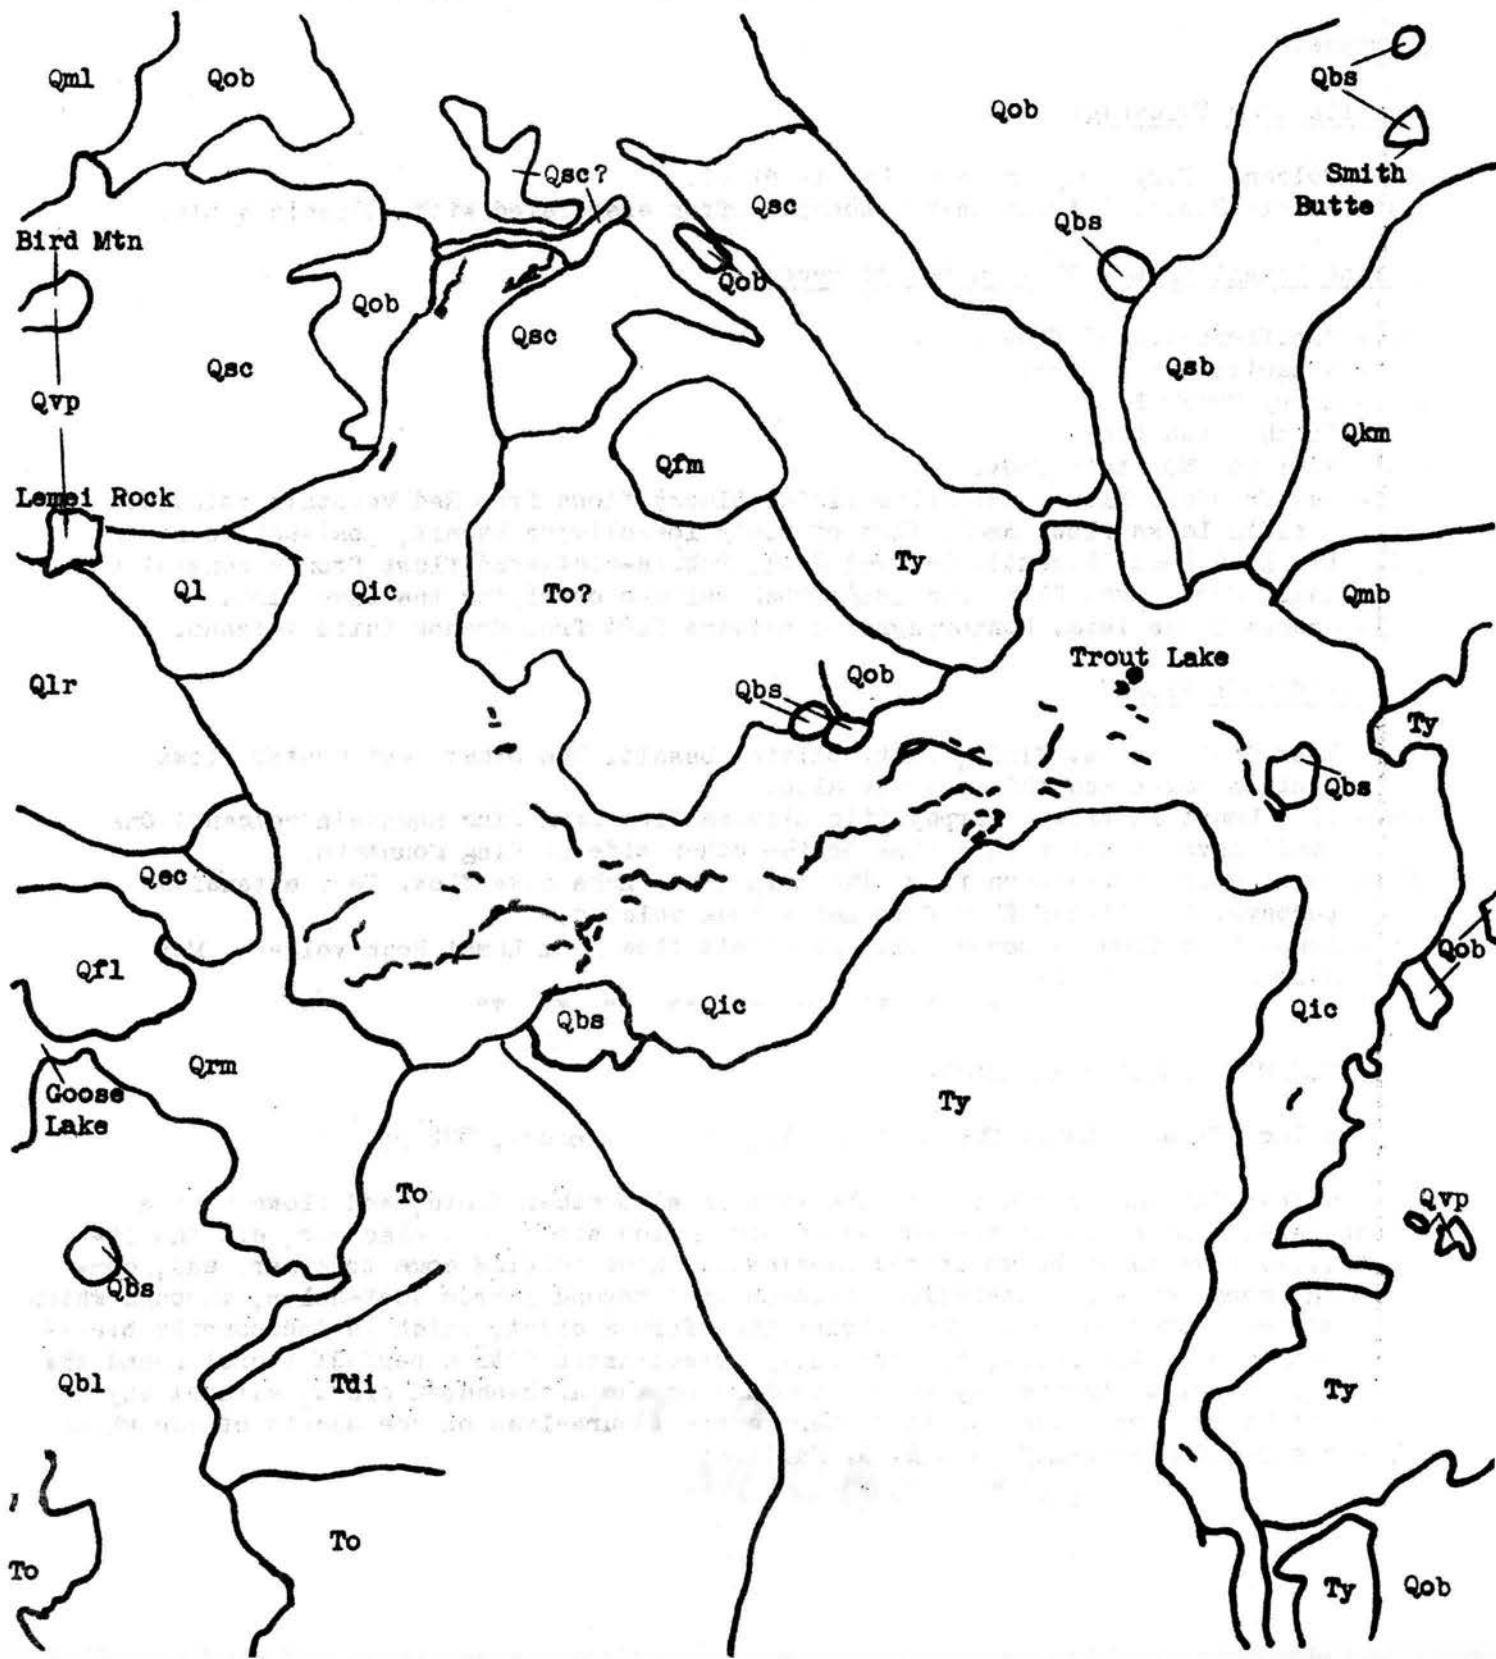 Qml
Qob
Qob
Qbs
Qsc?
Qsc
Smith
Butte
Qbs
Bird Mtn
Qob
Qob
Qsc
Qsc
Qsb
Qvp
Qkm
Qfm
Lemei Rock
Ty
Ql
Qic
To?
Qmb
Trout Lake
Qlr
Qbs
Qob
Ty
Qbs
Qec
Qfl
Qob
Qbs
Qic
Qic
Qrm
Goose
Lake
Ty
To
Qvp
Qbs
Qbl
Tdi
Ty
To
To
Ty
Qob